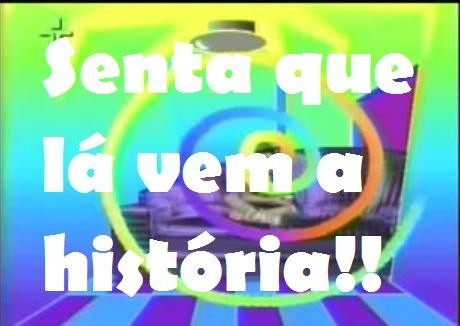 Senta que
lá vem a
história!!